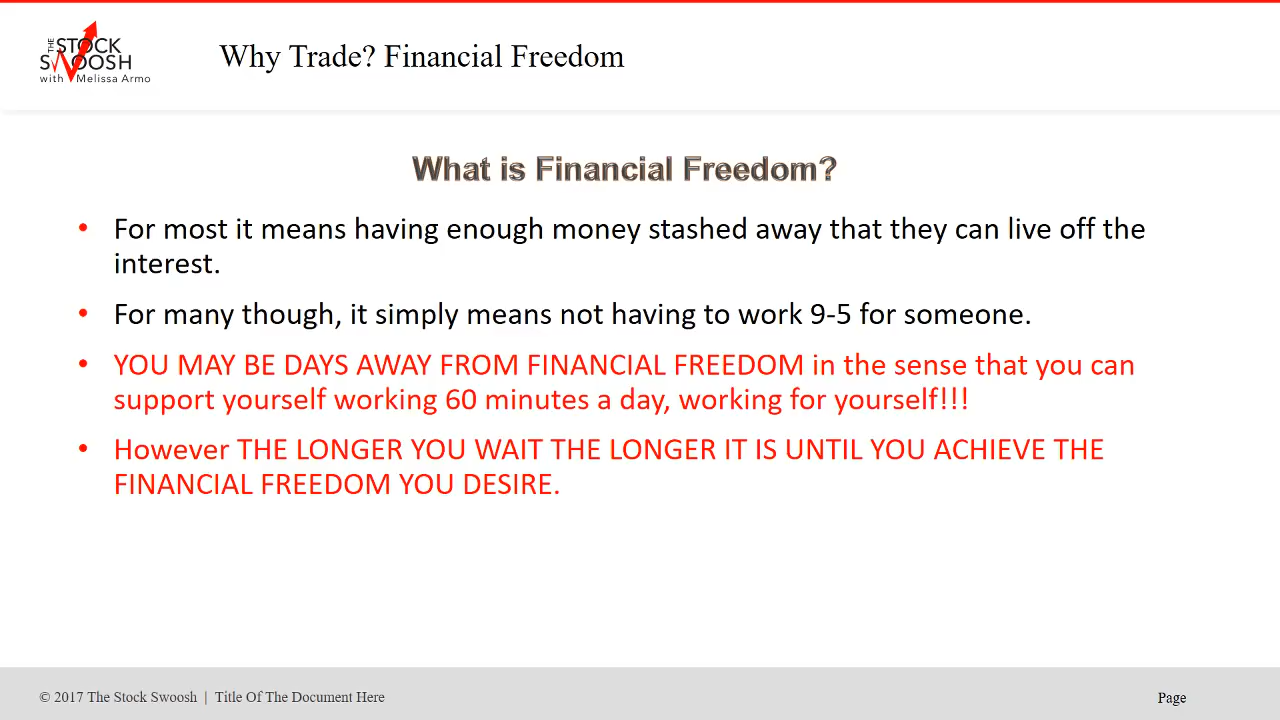 THE
STOCK
SWOOSH
with Melissa Armo
Why Trade? Financial Freedom
What is Financial Freedom?
• For most it means having enough money stashed away that they can live off the
interest.
• For many though, it simply means not having to work 9-5 for someone.
• YOU MAY BE DAYS AWAY FROM FINANCIAL FREEDOM in the sense that you can
support yourself working 60 minutes a day, working for yourself!!!
• However THE LONGER YOU WAIT THE LONGER IT IS UNTIL YOU ACHIEVE THE
FINANCIAL FREEDOM YOU DESIRE.
© 2017 The Stock Swoosh | Title Of The Document Here
Page